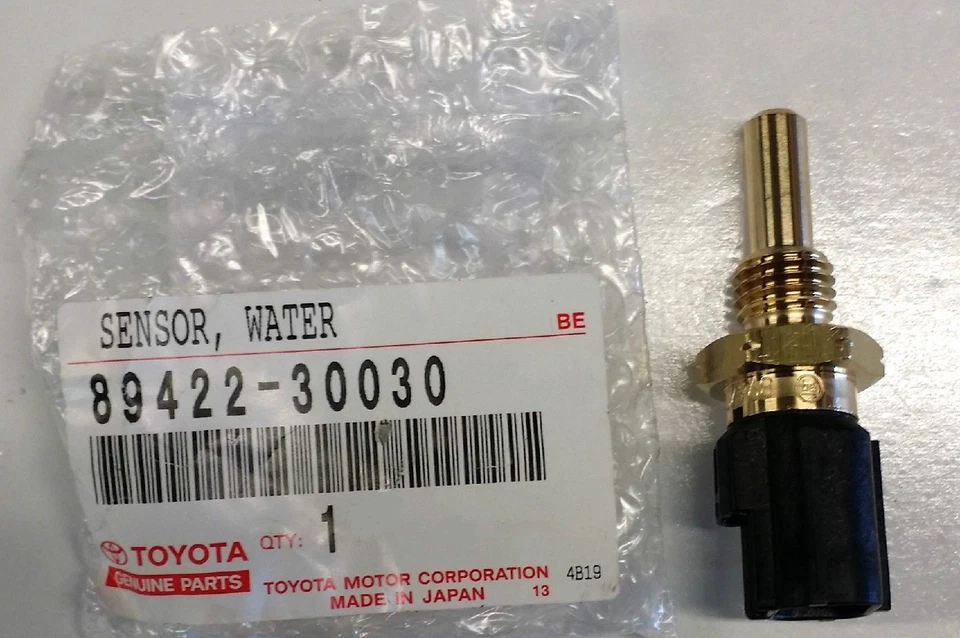 SENSOR, WATER
BE
89422-30030
TOYOTA
GENUINE PARTS
QTY: 1
TOYOTA MOTOR CORPORATION
MADE IN JAPAN 13
4B19